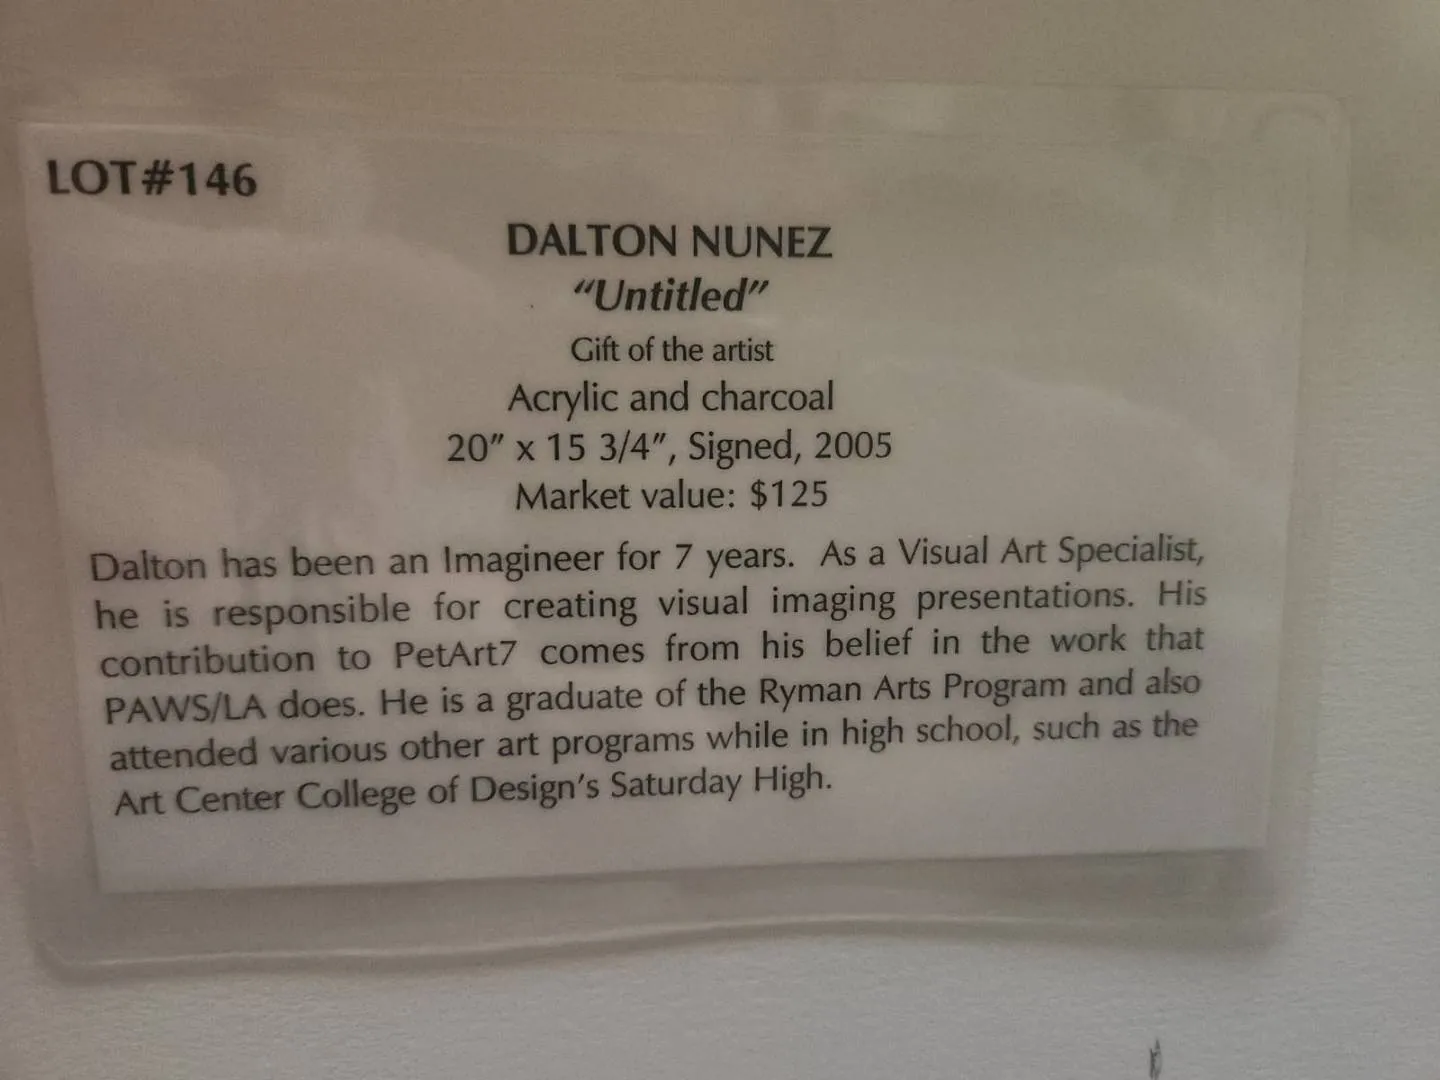 LOT#146
DALTON NUNEZ
“Untitled”
Gift of the artist
Acrylic and charcoal
20” x 15 3/4”, Signed, 2005
Market value: $125
Dalton has been an Imagineer for 7 years.  As a Visual Art Specialist,
he is responsible for creating visual imaging presentations. His
contribution to PetArt7 comes from his belief in the work that
PAWS/LA does. He is a graduate of the Ryman Arts Program and also
attended various other art programs while in high school, such as the
Art Center College of Design’s Saturday High.